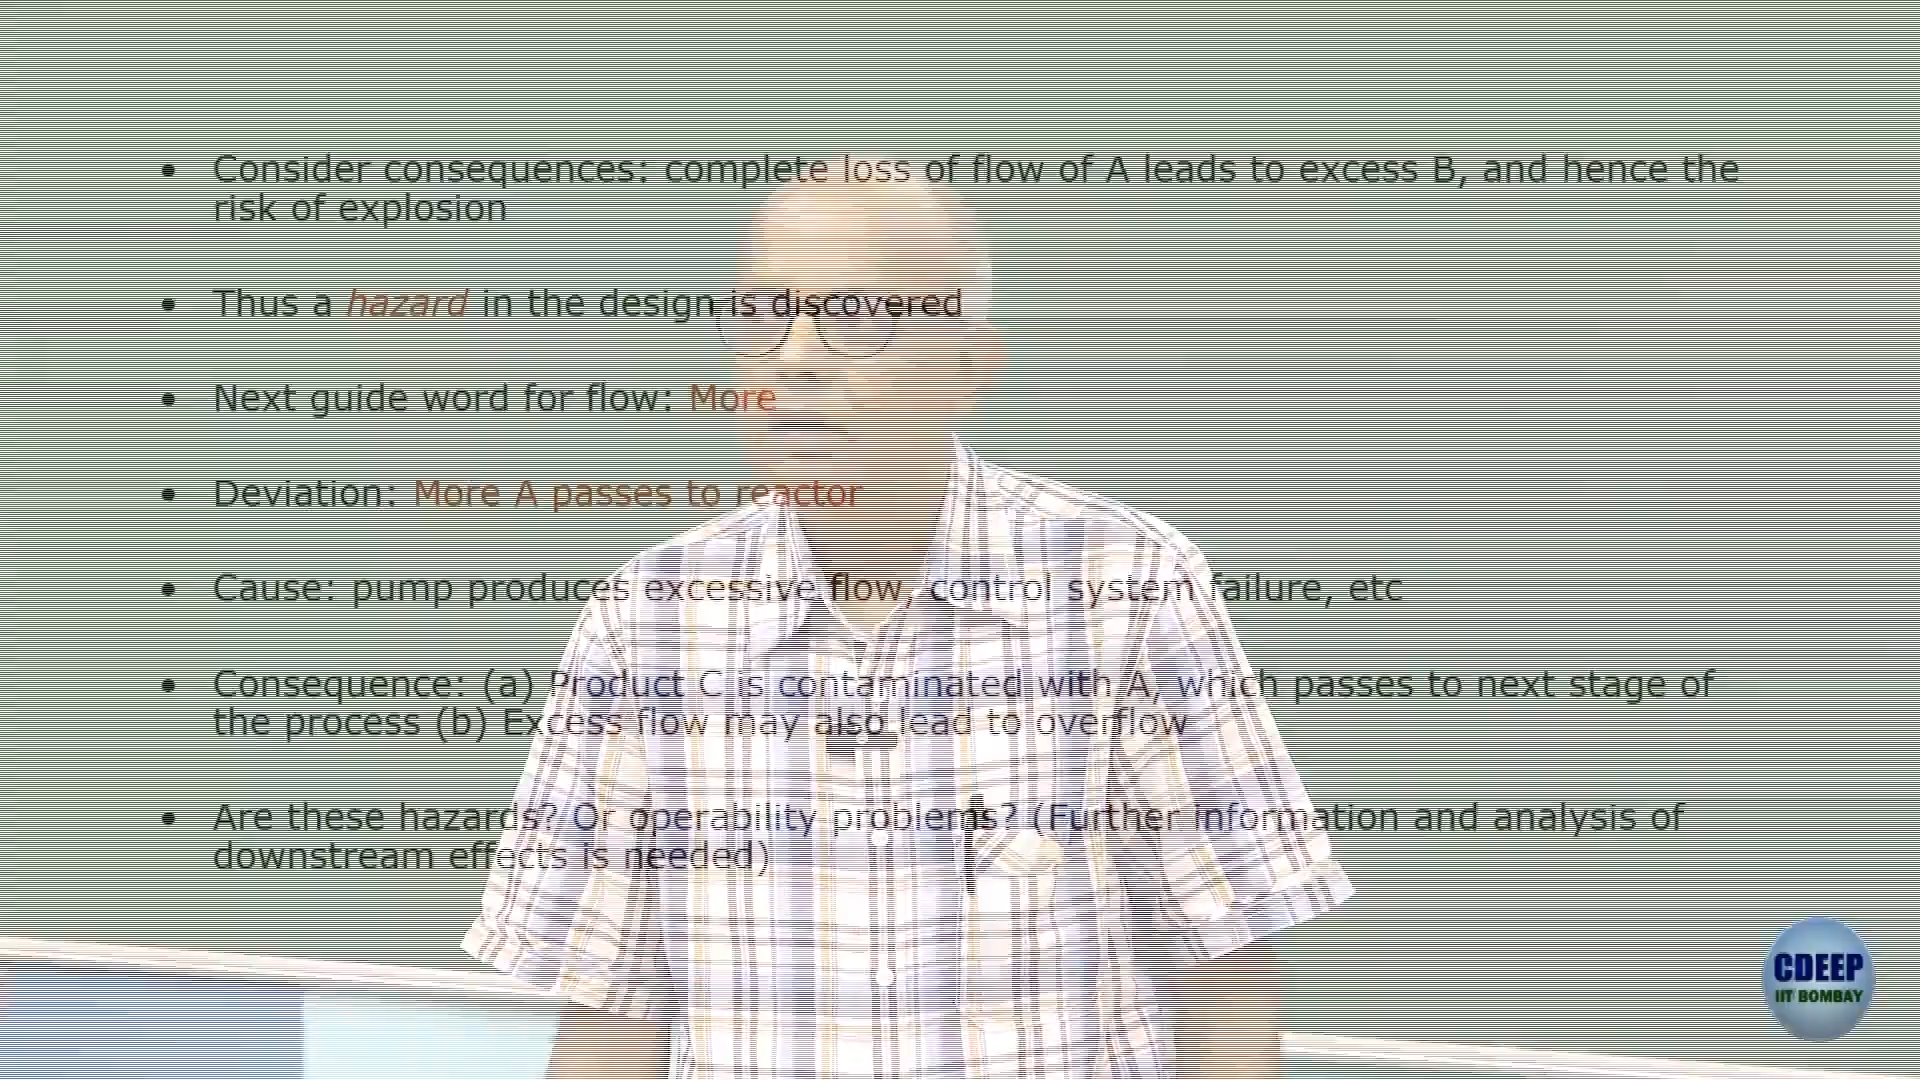 Consider consequences: complete loss of flow of A leads to excess B, and hence the
risk of explosion
Thus a hazard in the design is discovered
Next guide word for flow: More
Deviation: More A passes to reactor
Cause: pump produces excessive flow, control system failure, etc
Consequence: (a) Product C is contaminated with A, which passes to next stage of
the process (b) Excess flow may also lead to overflow
Are these hazards? Or operability problems? (Further information and analysis of
downstream effects is needed)
CDEEP
IIT BOMBAY